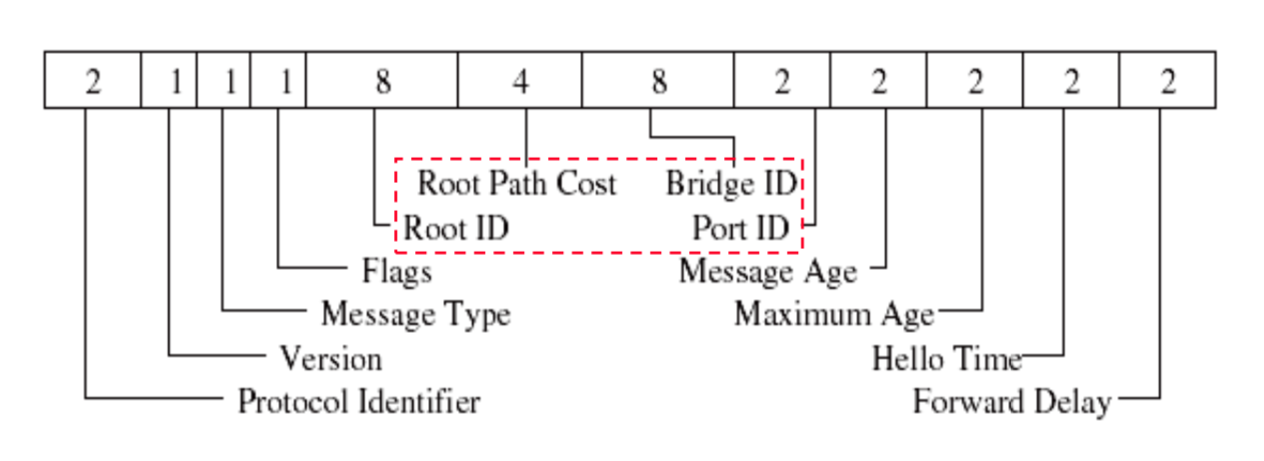 2 1 1 1 8 4 8 2 2 2 2 2
Root Path Cost Bridge ID
Root ID Port ID
Flags Message Age
Message Type Maximum Age
Version Hello Time
Protocol Identifier Forward Delay